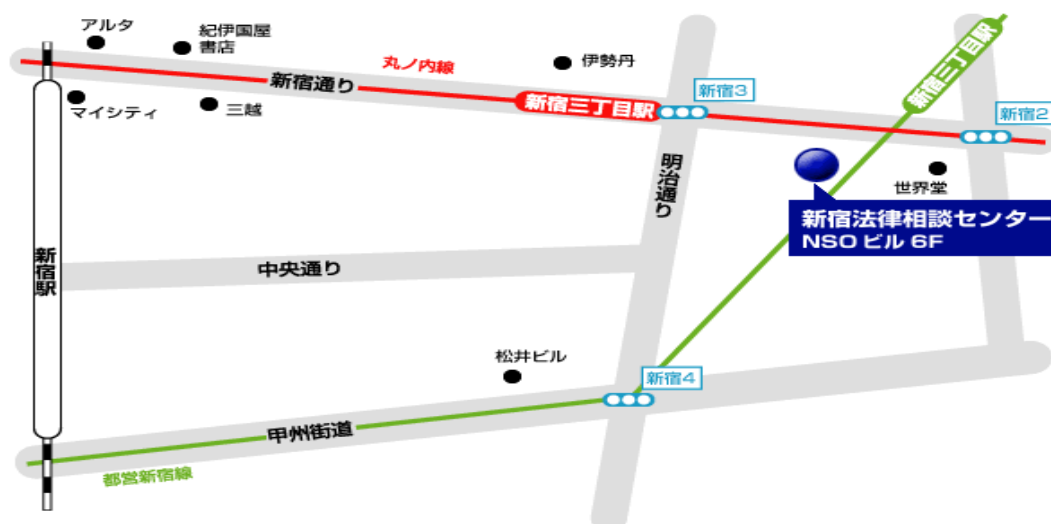 アルタ
紀伊国屋
書店
丸ノ内線
伊勢丹
新宿三丁目駅
新宿通り
新宿三丁目駅
新宿3
新宿2
マイシティ
三越
明治通り
世界堂
新宿法律相談センター
NSOビル 6F
新宿駅
中央通り
松井ビル
新宿4
甲州街道
都営新宿線